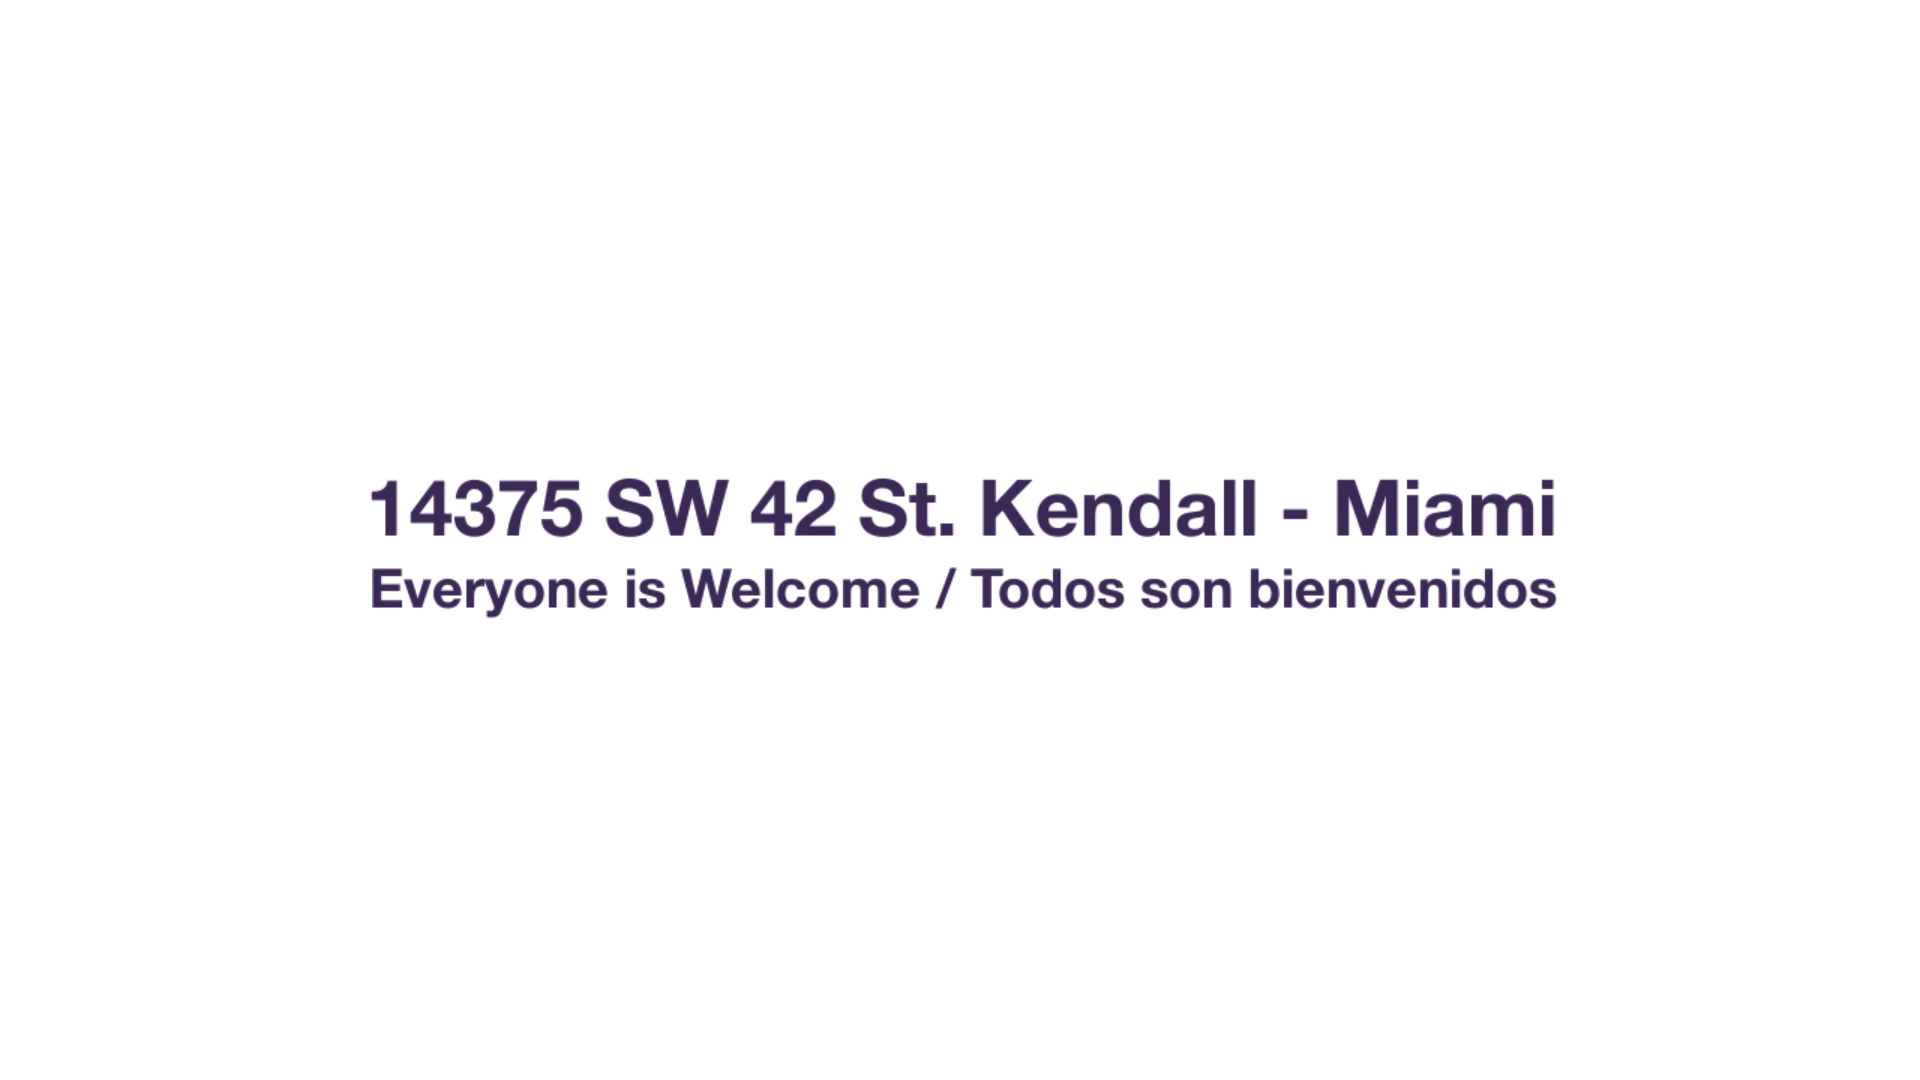 14375 SW 42 St. Kendall - Miami
Everyone is Welcome / Todos son bienvenidos